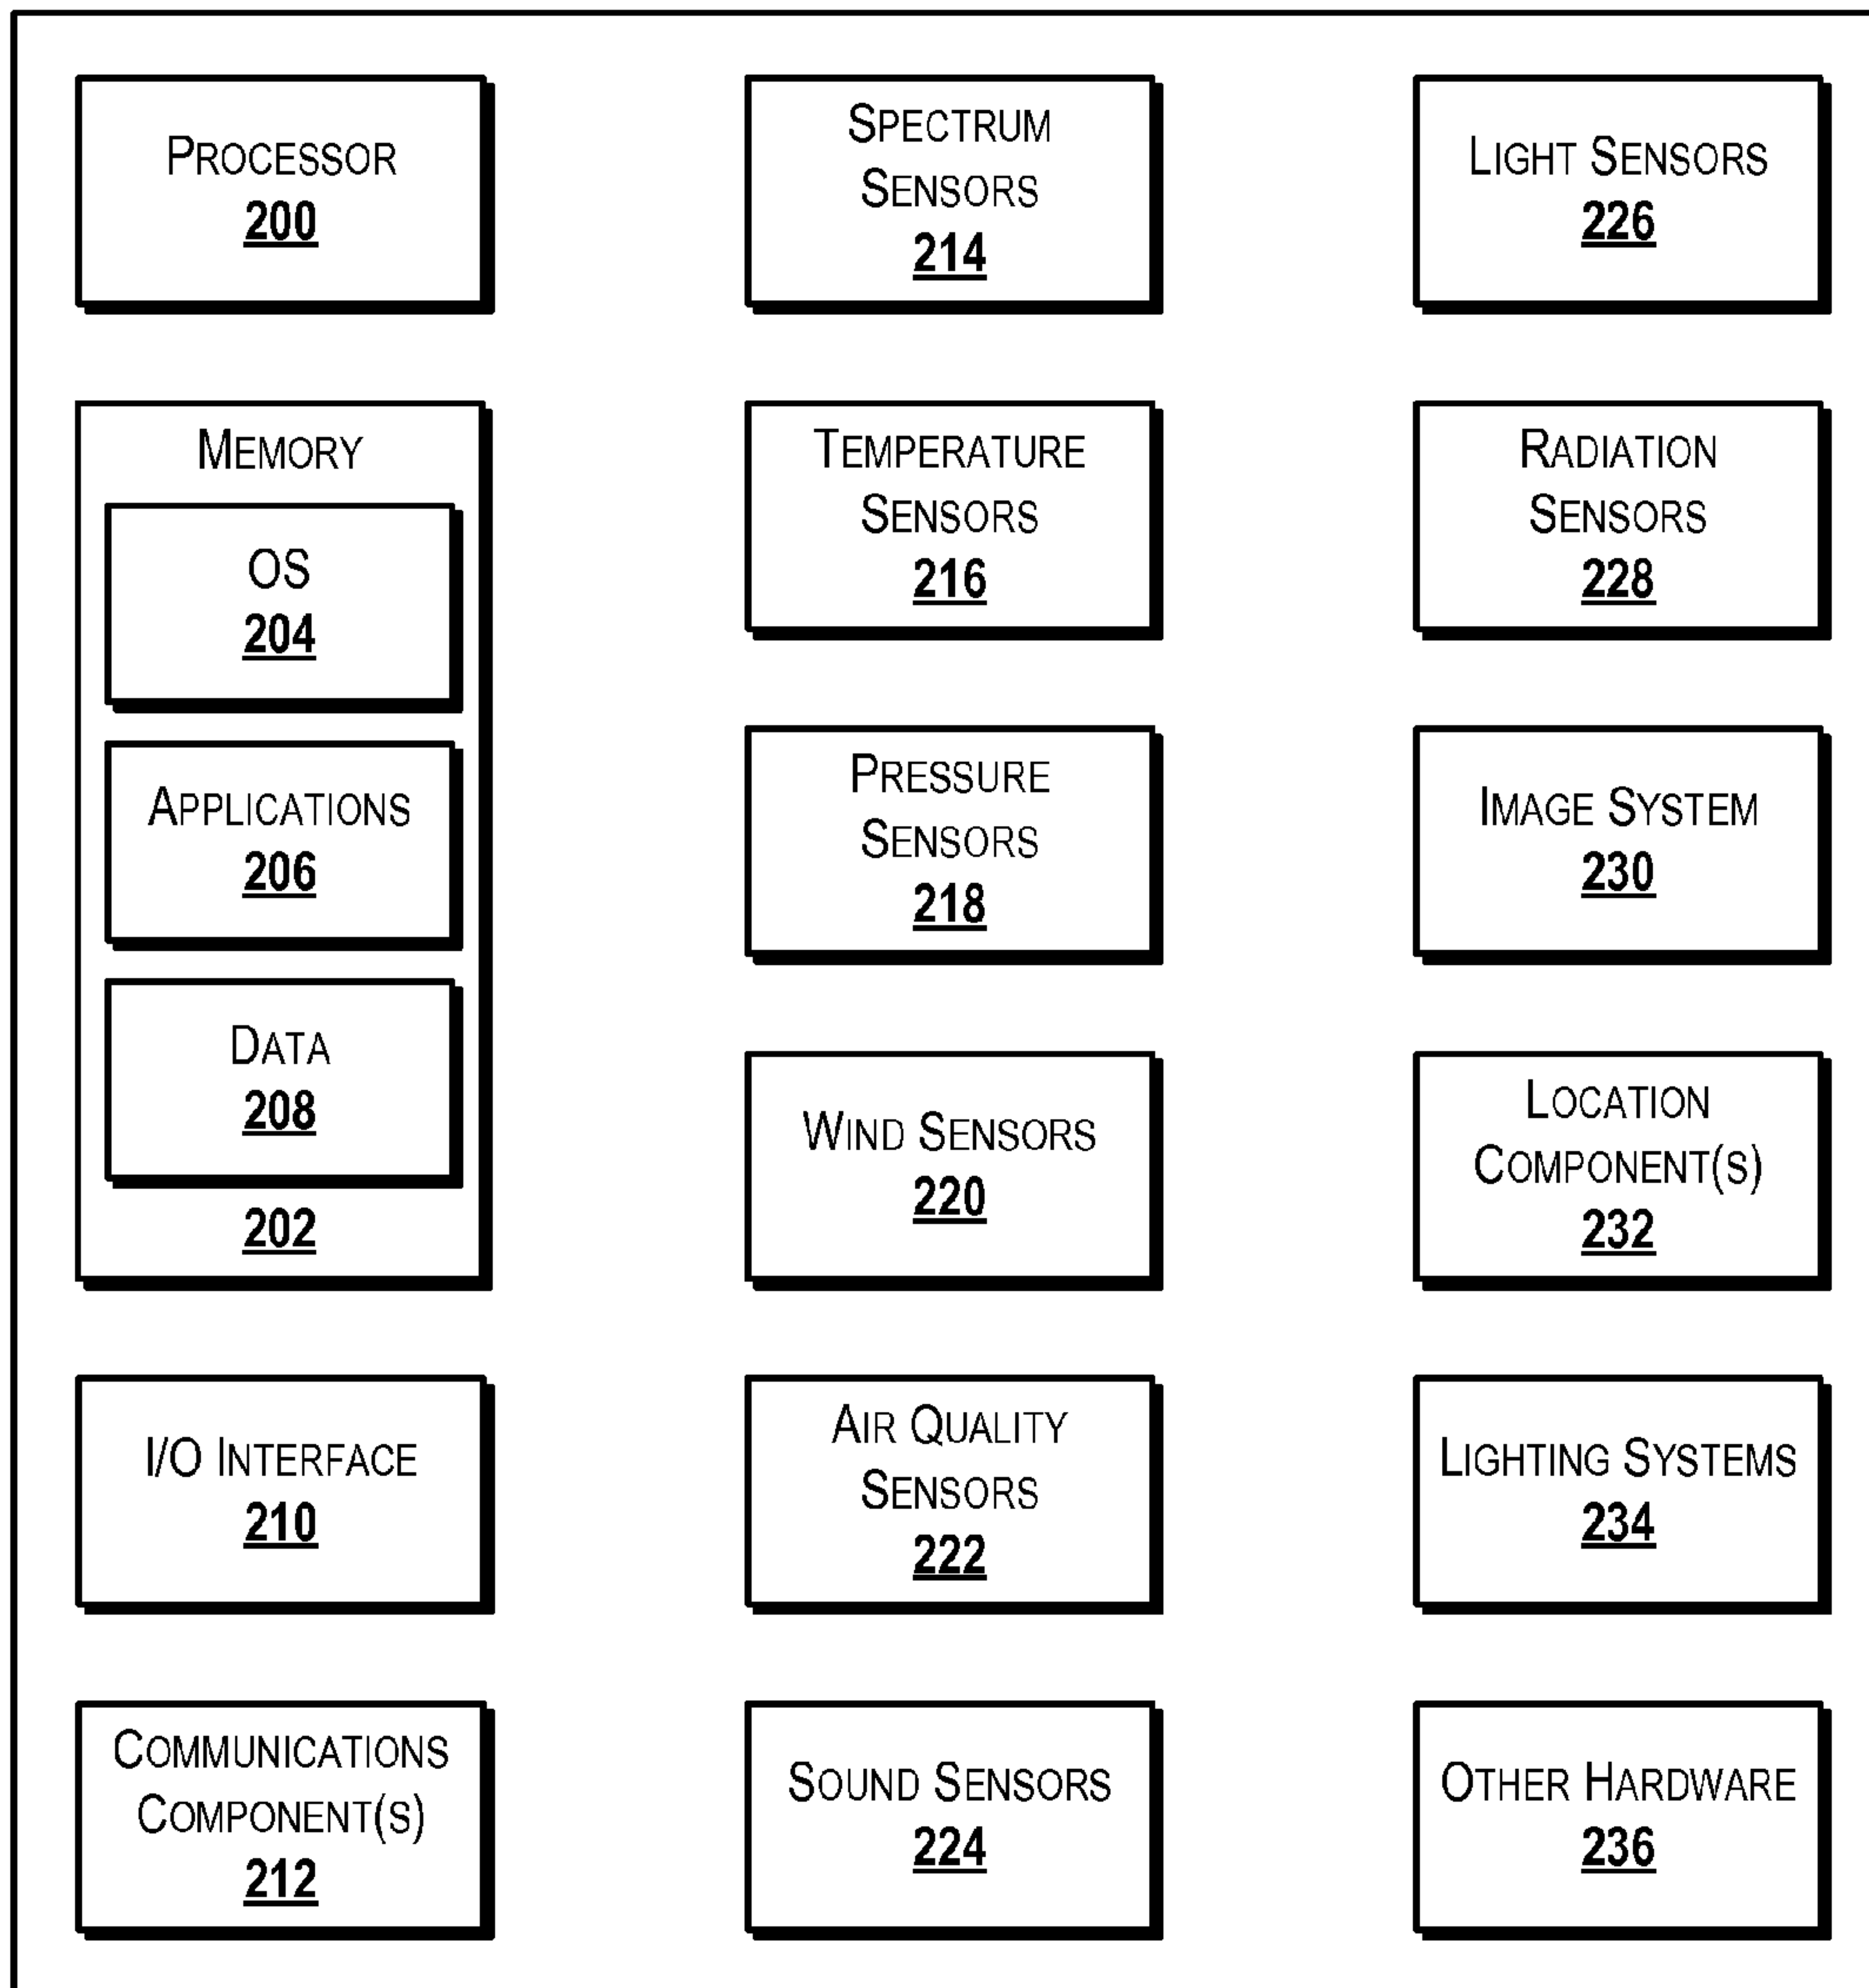 PROCESSOR
200
MEMORY
OS
204
APPLICATIONS
206
DATA
208
202
I/O INTERFACE
210
COMMUNICATIONS
COMPONENT(S)
212
SPECTRUM
SENSORS
214
TEMPERATURE
SENSORS
216
PRESSURE
SENSORS
218
WIND SENSORS
220
AIR QUALITY
SENSORS
222
SOUND SENSORS
224
LIGHT SENSORS
226
RADIATION
SENSORS
228
IMAGE SYSTEM
230
LOCATION
COMPONENT(S)
232
LIGHTING SYSTEMS
234
OTHER HARDWARE
236